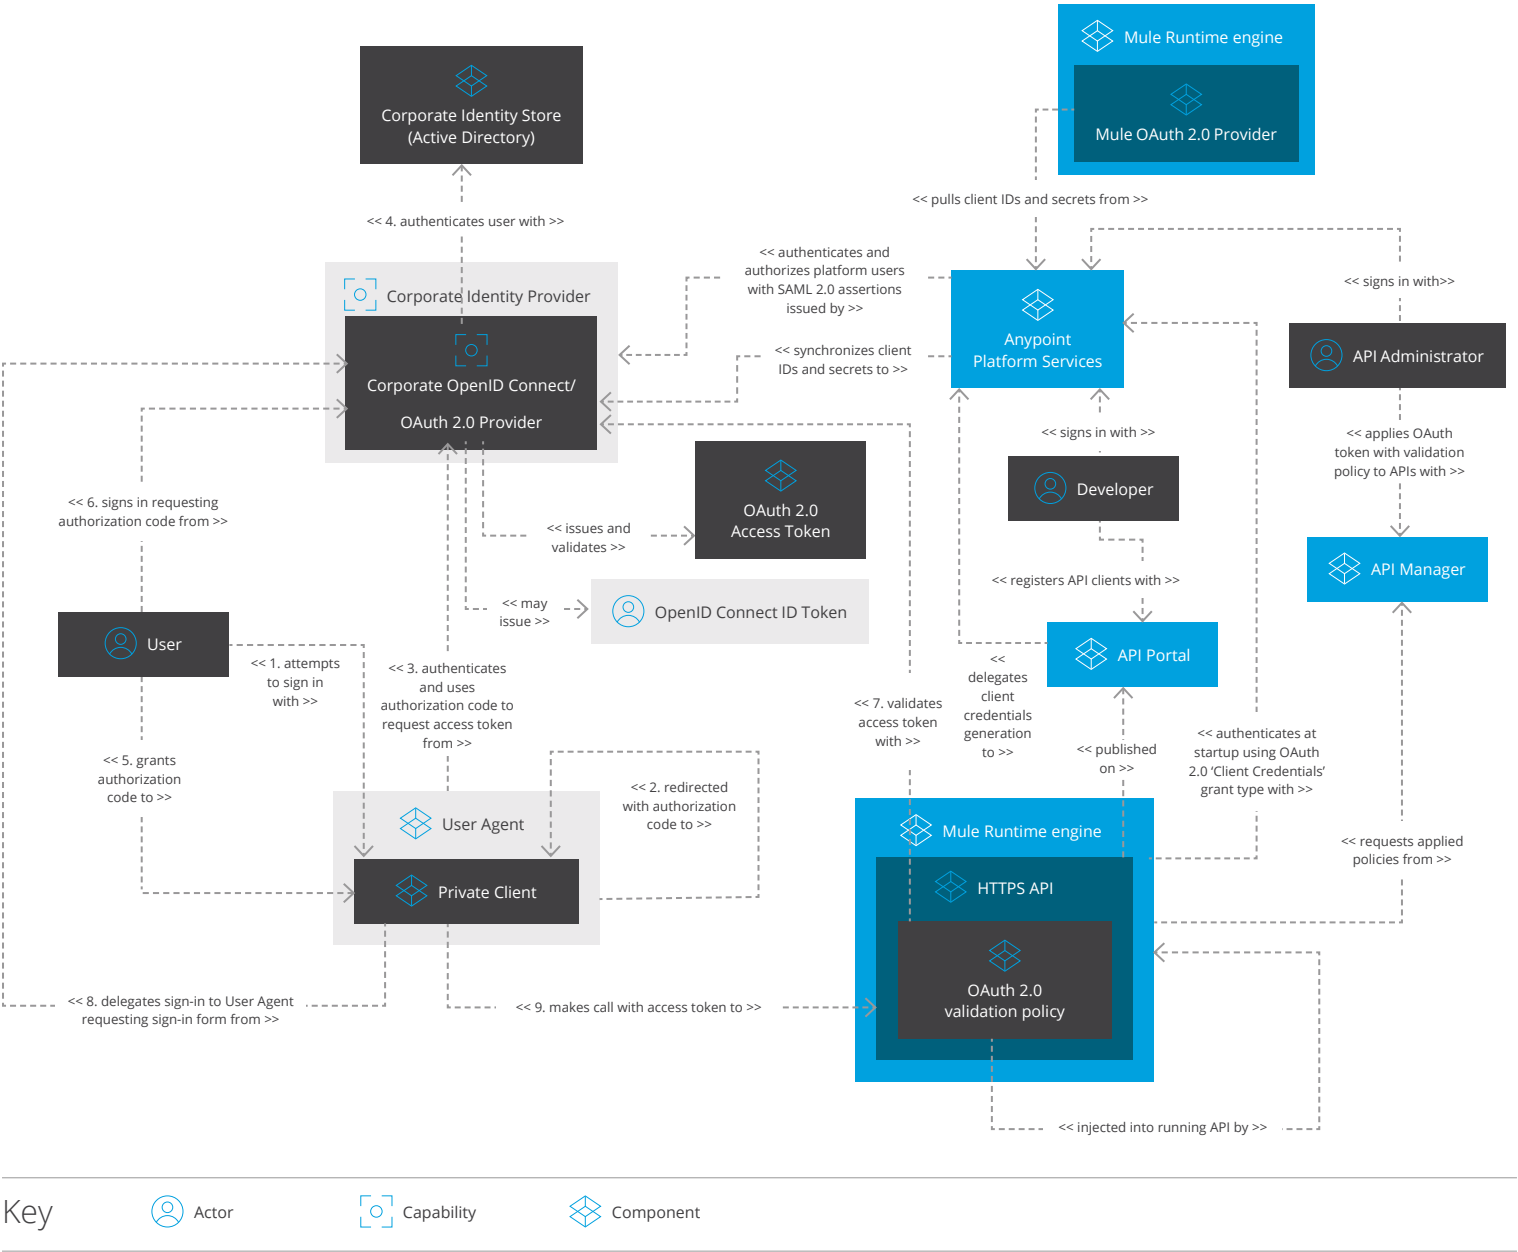 Mule Runtime engine
Mule OAuth 2.0 Provider
Corporate Identity Store
(Active Directory)
<< pulls client IDs and secrets from >>
<< 4. authenticates user with >>
<< authenticates and
authorizes platform users
with SAML 2.0 assertions
issued by >>
<< signs in with>>
Corporate Identity Provider
Corporate OpenID Connect/
OAuth 2.0 Provider
<< synchronizes client
IDs and secrets to >>
Anypoint
Platform Services
API Administrator
<< signs in with >>
<< applies OAuth
token with validation
policy to APIs with >>
Developer
<< 6. signs in requesting
authorization code from >>
<< issues and
validates >>
OAuth 2.0
Access Token
<< registers API clients with >>
API Manager
<< may
issue >>
OpenID Connect ID Token
User
<< 1. attempts
to sign in
with >>
<< 3. authenticates
and uses
authorization code to
request access token
from >>
API Portal
<<
delegates
client
credentials
generation
to >>
<< 7. validates
access token
with >>
<< published
on >>
<< authenticates at
startup using OAuth
2.0 ‘Client Credentials’
grant type with >>
<< 5. grants
authorization
code to >>
<< 2. redirected
with authorization
code to >>
User Agent
Private Client
Mule Runtime engine
HTTPS API
OAuth 2.0
validation policy
<< requests applied
policies from >>
<< 8. delegates sign-in to User Agent
requesting sign-in form from >>
<< 9. makes call with access token to >>
<< injected into running API by >>
Key
Actor
Capability
Component